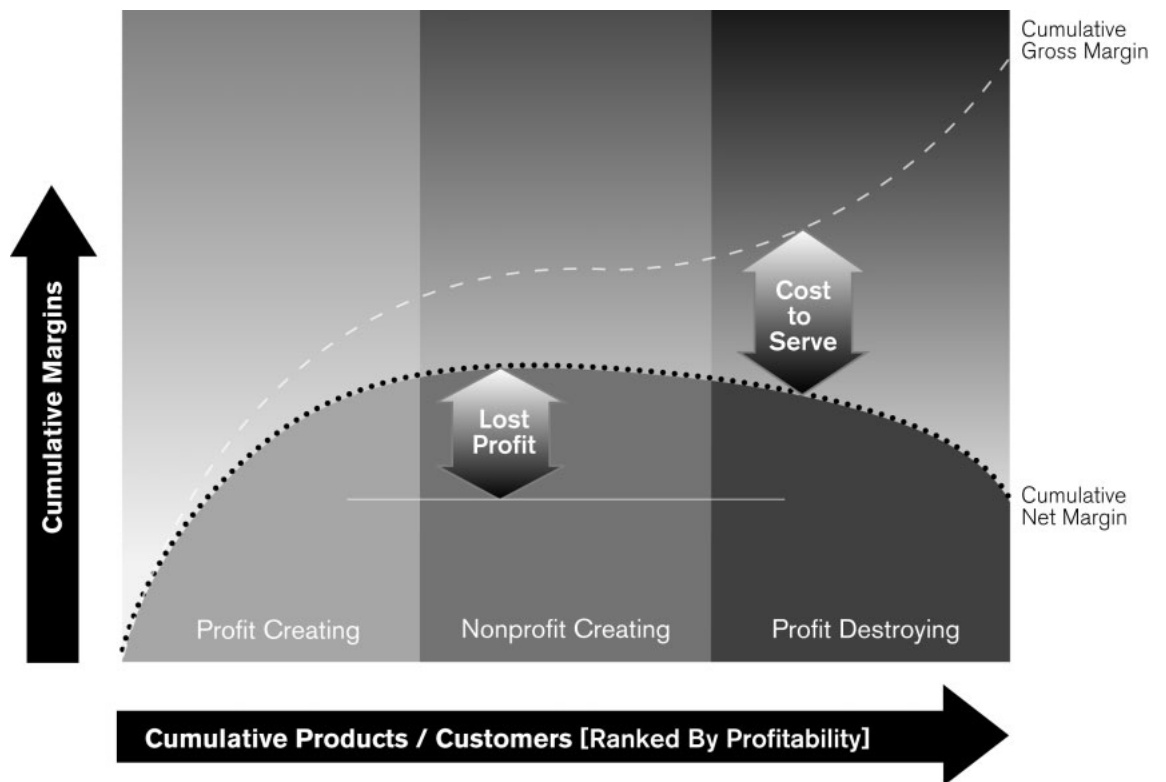 Cumulative
Gross Margin
Cumulative Margins
Cost
to
Serve
Lost
Profit
Cumulative
Net Margin
Profit Creating
Nonprofit Creating
Profit Destroying
Cumulative Products / Customers [Ranked By Profitability]